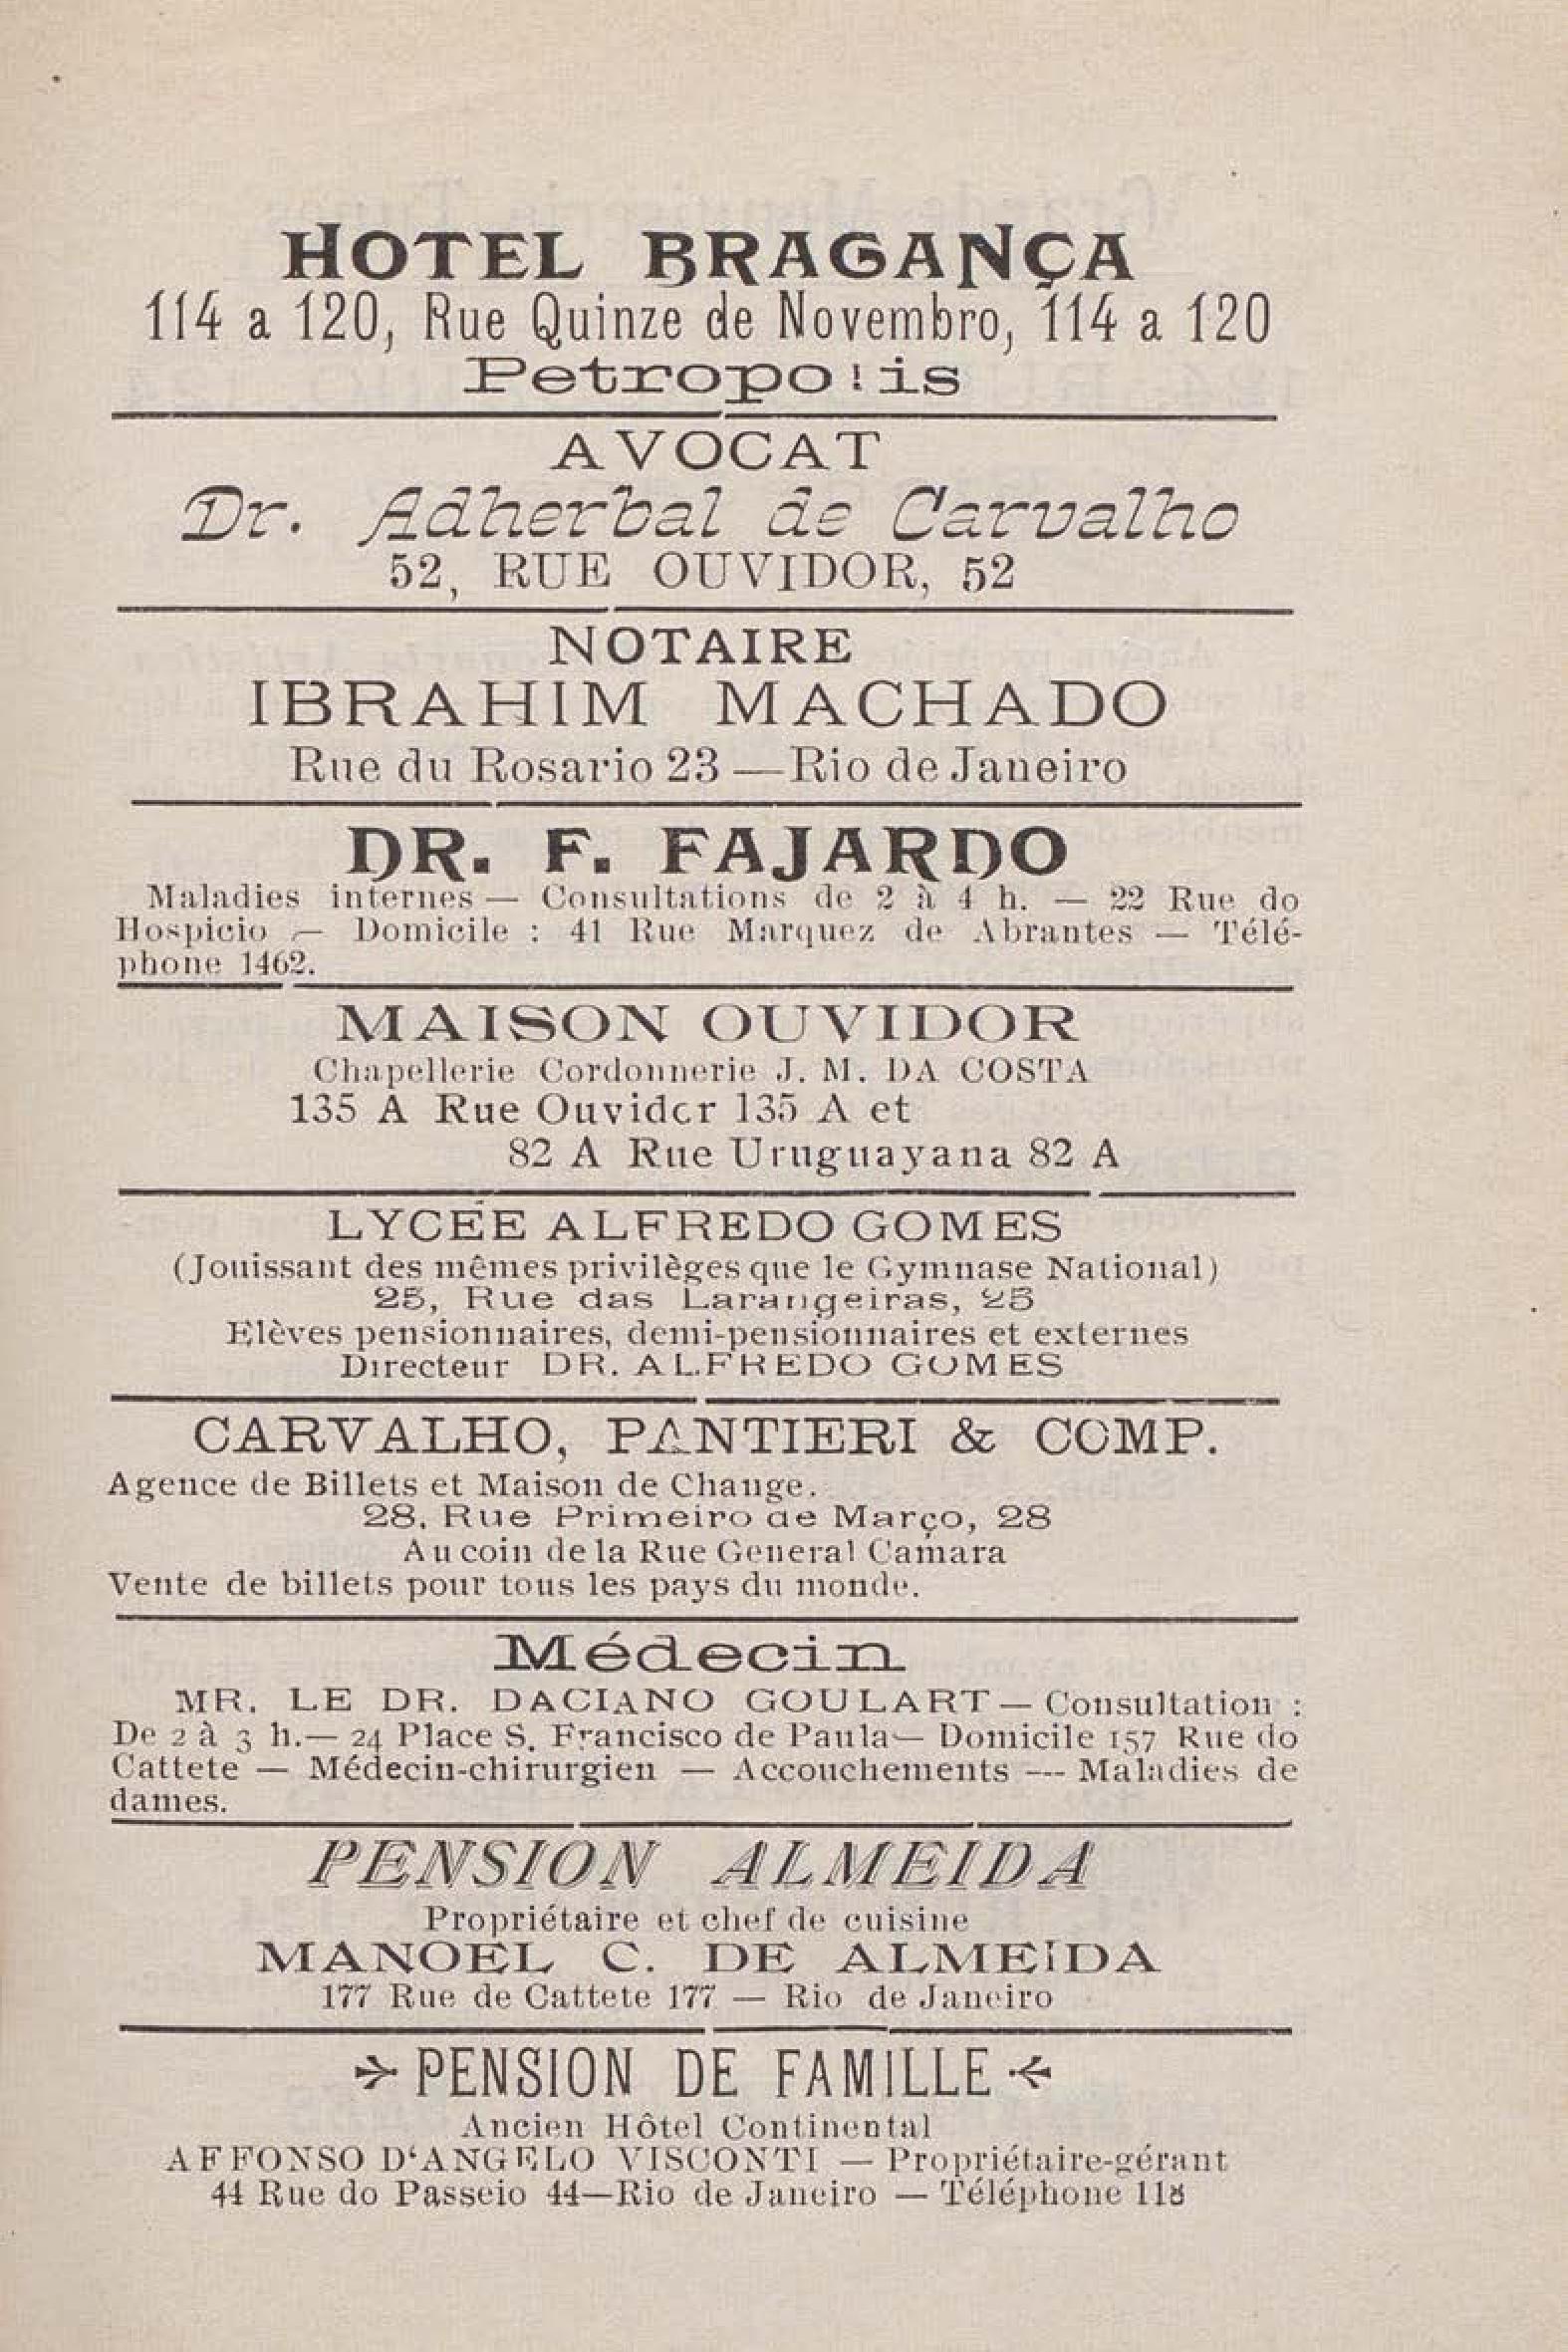 HOTEL BRAGANÇA
114 a 120, Rue Quinze de Novembro, 114 a 120
Petropolis
AVOCAT
Dr. Adherbal de Carvalho
52, RUE OUVIDOR, 52
NOTAIRE
IBRAHIM MACHADO
Rue du Rosario 23 — Rio de Janeiro
DR. F. FAJARDO
Maladies internes — Consultations de 2 à 4 h. — 22 Rue do
Hospicio — Domicile : 41 Rue Marquez de Abrantes — Télé-
phone 1462.
MAISON OUVIDOR
Chapellerie Cordonnerie J. M. DA COSTA
135 A Rue Ouvidor 135 A et
82 A Rue Uruguayana 82 A
LYCÉE ALFREDO GOMES
(Jouissant des mêmes privilèges que le Gymnase National)
25, Rue das Larangeiras, 25
Elèves pensionnaires, demi-pensionnaires et externes
Directeur DR. ALFREDO GOMES
CARVALHO, PANTIERI & COMP.
Agence de Billets et Maison de Change.
28, Rue Primeiro de Março, 28
Au coin de la Rue General Camara
Vente de billets pour tous les pays du monde.
Médecin
MR. LE DR. DACIANO GOULART — Consultation :
De 2 à 3 h.— 24 Place S. Francisco de Paula — Domicile 157 Rue do
Cattete — Médecin-chirurgien — Accouchements --- Maladies de
dames.
PENSION ALMEIDA
Propriétaire et chef de cuisine
MANOEL C. DE ALMEIDA
177 Rue de Cattete 177 — Rio de Janeiro
PENSION DE FAMILLE
Ancien Hôtel Continental
AFFONSO D'ANGELO VISCONTI — Propriétaire-gérant
44 Rue do Passeio 44—Rio de Janeiro — Téléphone 118